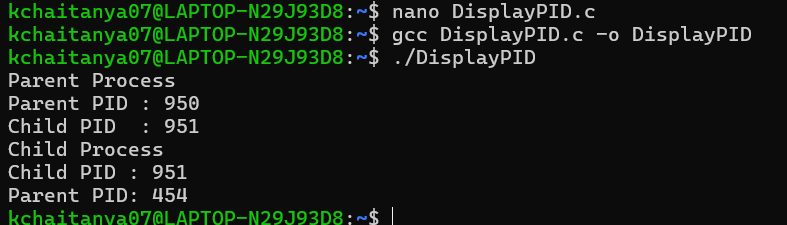 kchaitanya07@LAPTOP-N29J93D8:~$ nano DisplayPID.c
kchaitanya07@LAPTOP-N29J93D8:~$ gcc DisplayPID.c -o DisplayPID
kchaitanya07@LAPTOP-N29J93D8:~$ ./DisplayPID
Parent Process
Parent PID : 950
Child PID  : 951
Child Process
Child PID : 951
Parent PID: 454
kchaitanya07@LAPTOP-N29J93D8:~$